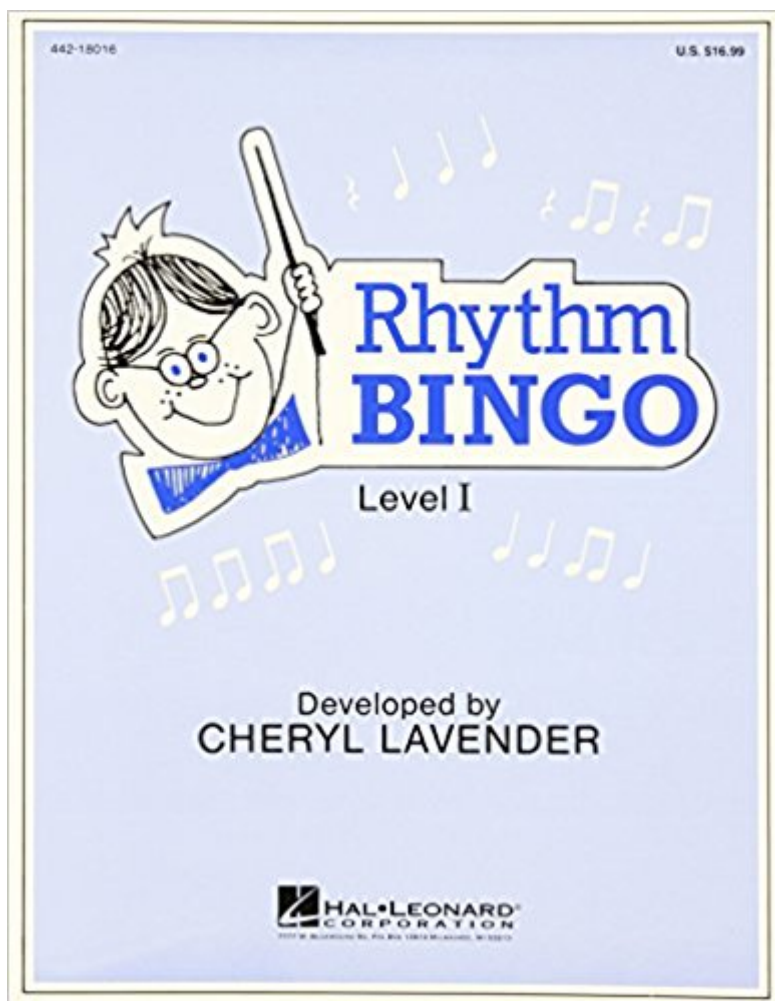 442-18016
U.S. $16.99
Rhythm
BINGO
Level I
Developed by
CHERYL LAVENDER
HAL•LEONARD®
CORPORATION